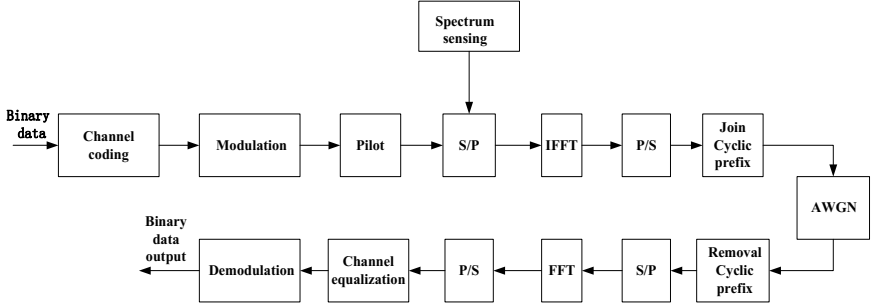 Spectrum
sensing
Binary
data
Channel
coding
Modulation
Pilot
S/P
IFFT
P/S
Join
Cyclic
prefix
AWGN
Binary
data
output
Demodulation
Channel
equalization
P/S
FFT
S/P
Removal
Cyclic
prefix